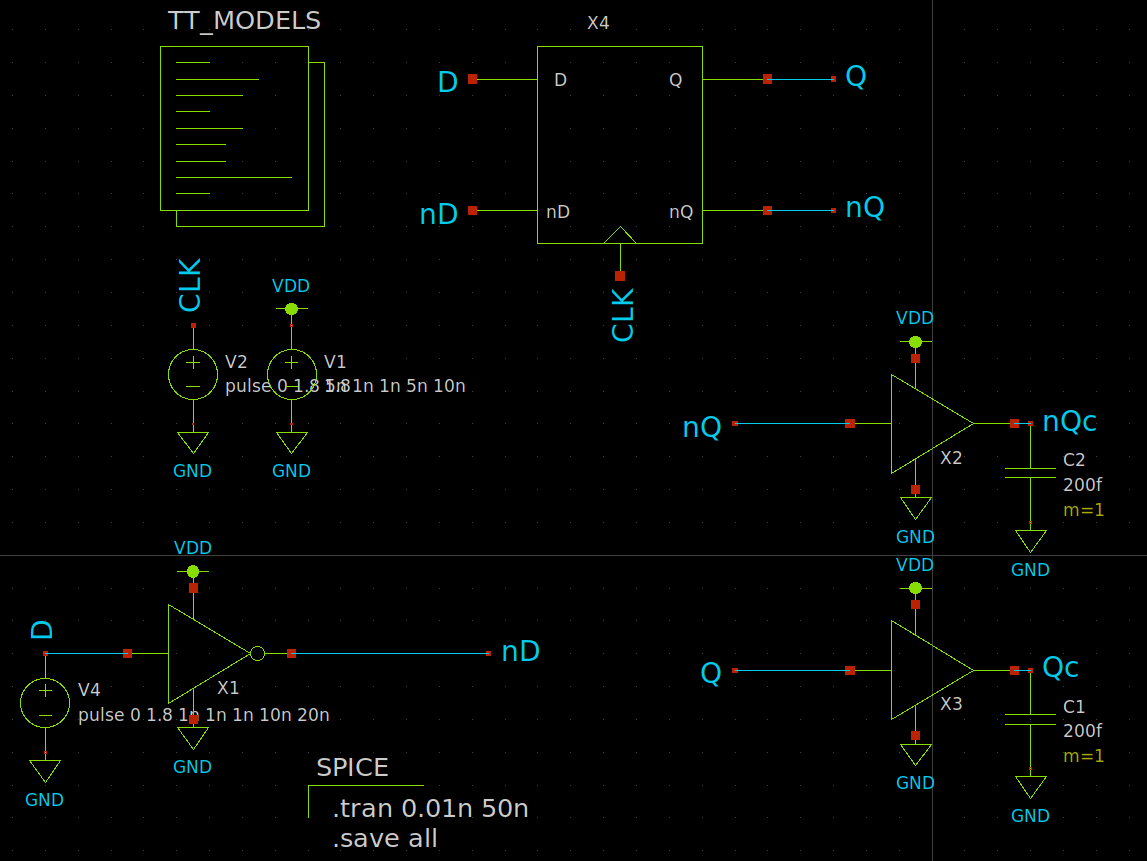 TT_MODELS
X4
D
D
Q
Q
nD
nD
nQ
nQ
CLK
CLK
VDD
V2
V1
pulse 0 1.8 1n 1n 5n 10n
1.8
GND
GND
VDD
nQ
nQc
X2
C2
200f
m=1
GND
GND
VDD
D
nD
V4
X1
pulse 0 1.8 1n 1n 1n 10n 20n
GND
GND
VDD
Q
Qc
X3
C1
200f
m=1
GND
GND
SPICE
.tran 0.01n 50n
.save all